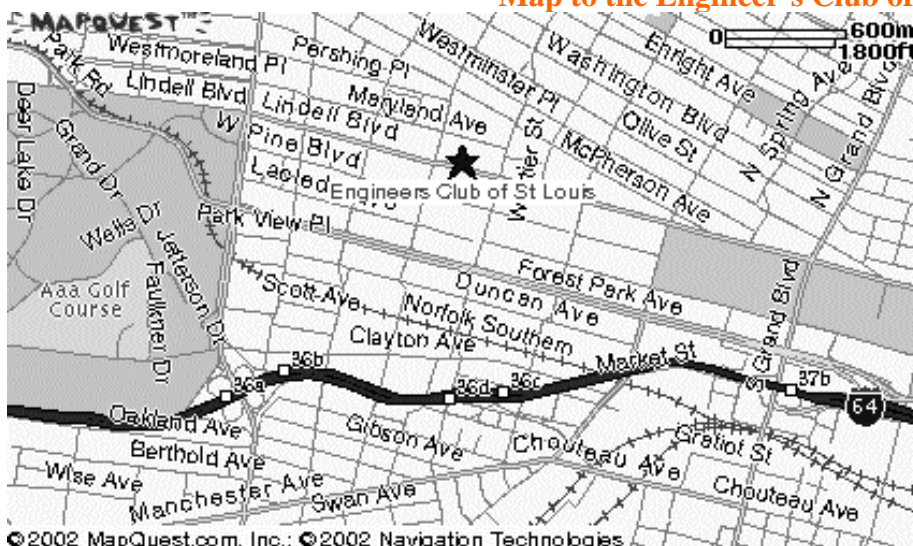 Map to the Engineer's Club of
MAPQUEST™
0 600m
1800ft
Park Rd
Westmoreland Pl
Pershing Pl
Westminster Pl
Washington Blvd
Enright Ave
N Spring Ave
N Grand Blvd
Lindell Blvd
Lindell Blvd
Maryland Ave
Olive St
McPherson Ave
Deer Lake Dr
Grand Dr
Pine Blvd
Engineers Club of St Louis
Wells Dr
Park View Pl
Jefferson Dr
Faulkner Dr
Aaa Golf
Course
Scott Ave
Duncan Ave
Forest Park Ave
Norfolk Southern
Clayton Ave
Market St
S Grand Blvd
36a
36b
36d
36c
37b
64
Oakland Ave
Berthold Ave
Gibson Ave
Chouteau Ave
Gratiot St
Wise Ave
Manchester Ave
Swan Ave
Chouteau Ave
©2002 MapQuest.com, Inc.; ©2002 Navigation Technologies